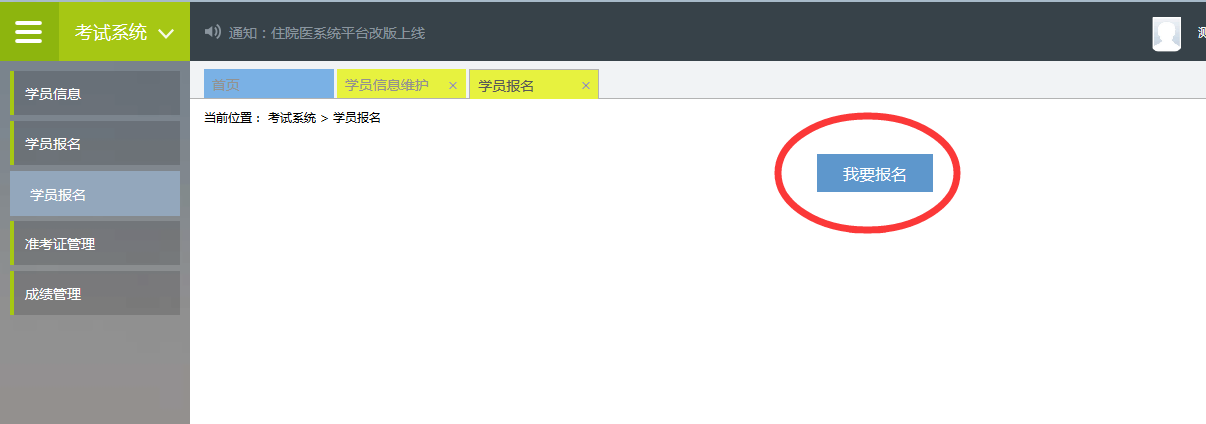 考试系统
通知：住院医系统平台改版上线
测
学员信息
学员报名
学员报名
准考证管理
成绩管理
首页
学员信息维护 ×
学员报名 ×
当前位置： 考试系统 > 学员报名
我要报名